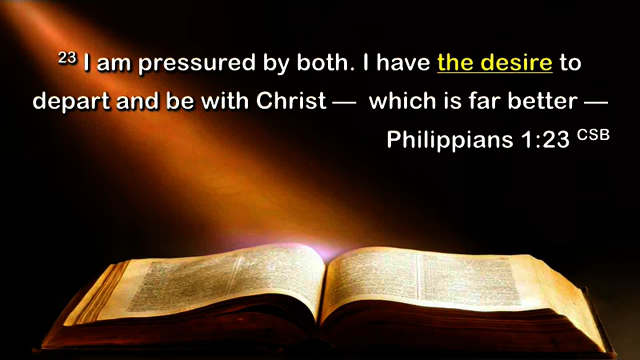 23 I am pressured by both. I have the desire to
depart and be with Christ — which is far better —
Philippians 1:23 CSB